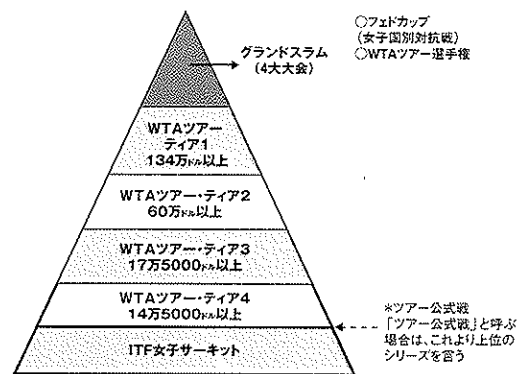 グランドスラム
(4大大会)
○フェドカップ
(女子国別対抗戦)
○WTAツアー選手権
WTAツアー
ティア1
134万ドル以上
WTAツアー・ティア2
60万ドル以上
WTAツアー・ティア3
17万5000ドル以上
WTAツアー・ティア4
14万5000ドル以上
ITF女子サーキット
*ツアー公式戦
「ツアー公式戦」と呼ぶ
場合は、これより上位の
シリーズを言う